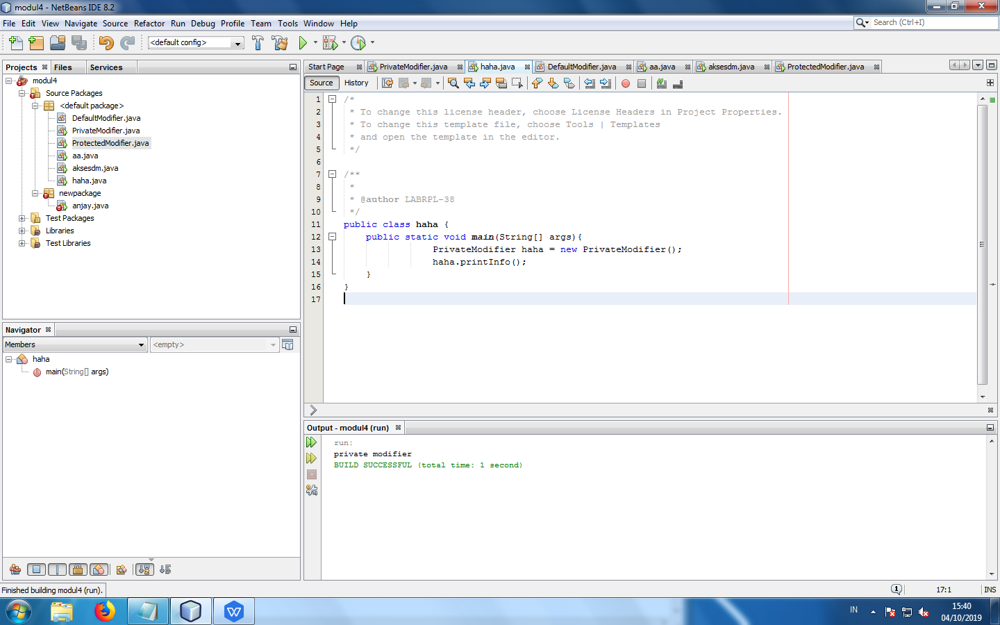 modul4 - NetBeans IDE 8.2
File Edit View Navigate Source Refactor Run Debug Profile Team Tools Window Help
Search (Ctrl+I)
<default config>
Projects Files Services
modul4
Source Packages
<default package>
DefaultModifier.java
PrivateModifier.java
ProtectedModifier.java
aa.java
aksesdm.java
haha.java
newpackage
anjay.java
Test Packages
Libraries
Test Libraries
Navigator
Members <empty>
haha
main(String[] args)
Start Page PrivateModifier.java haha.java DefaultModifier.java aa.java aksesdm.java ProtectedModifier.java
Source History
1 /*
2 * To change this license header, choose License Headers in Project Properties.
3 * To change this template file, choose Tools | Templates
4 * and open the template in the editor.
5 */
6
7 /**
8 *
9 * @author LABRPL-38
10 */
11 public class haha {
12 public static void main(String[] args){
13 PrivateModifier haha = new PrivateModifier();
14 haha.printInfo();
15 }
16 }
17
Output - modul4 (run)
run:
private modifier
BUILD SUCCESSFUL (total time: 1 second)
Finished building modul4 (run).
1
17:1
INS
IN
15:40
04/10/2019